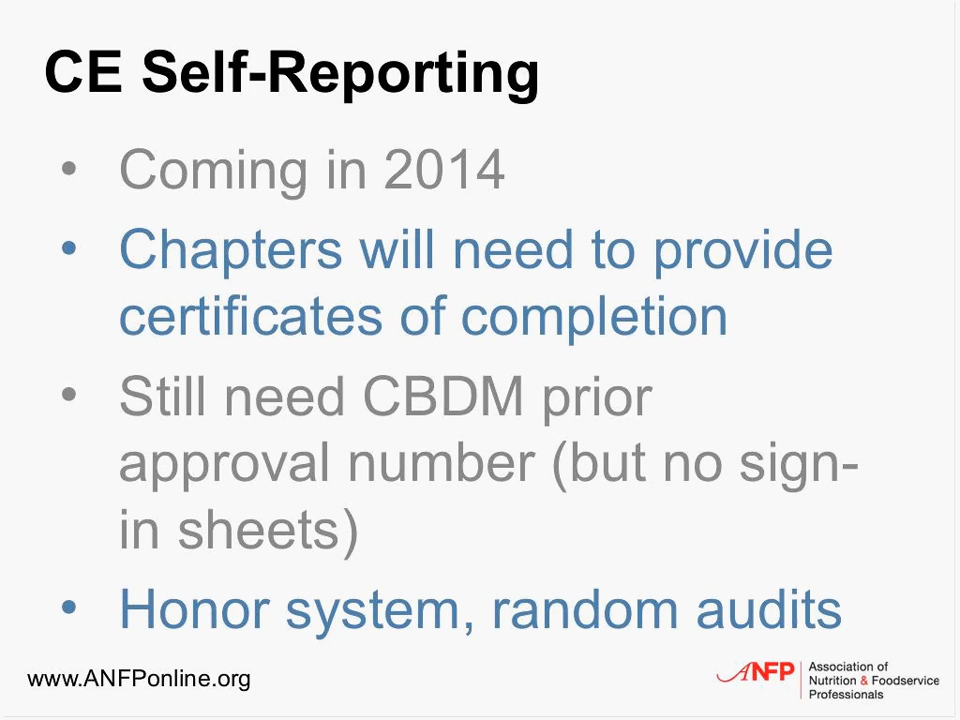 CE Self-Reporting
• Coming in 2014
• Chapters will need to provide
certificates of completion
• Still need CBDM prior
approval number (but no sign-
in sheets)
• Honor system, random audits
www.ANFPonline.org
ANFP
Association of
Nutrition & Foodservice
Professionals